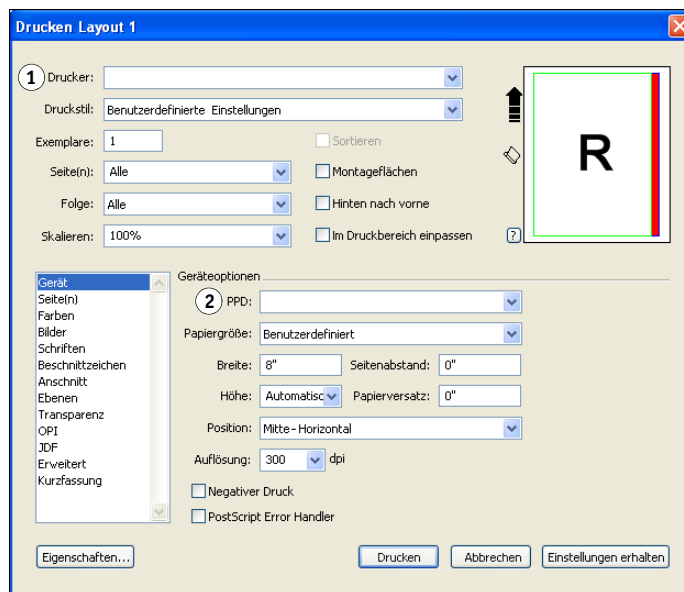 Drucken Layout 1
1 Drucker:
Druckstil: Benutzerdefinierte Einstellungen
Exemplare: 1 Sortieren
Seite(n): Alle Montageflächen
Folge: Alle Hinten nach vorne
Skalieren: 100% Im Druckbereich einpassen ?
R
Gerät
Seite(n)
Farben
Bilder
Schriften
Beschnittzeichen
Anschnitt
Ebenen
Transparenz
OPI
JDF
Erweitert
Kurzfassung
Geräteoptionen
2 PPD:
Papiergröße: Benutzerdefiniert
Breite: 8" Seitenabstand: 0"
Höhe: Automatisc Papierversatz: 0"
Position: Mitte-Horizontal
Auflösung: 300 dpi
Negativer Druck
PostScript Error Handler
Eigenschaften... Drucken Abbrechen Einstellungen erhalten